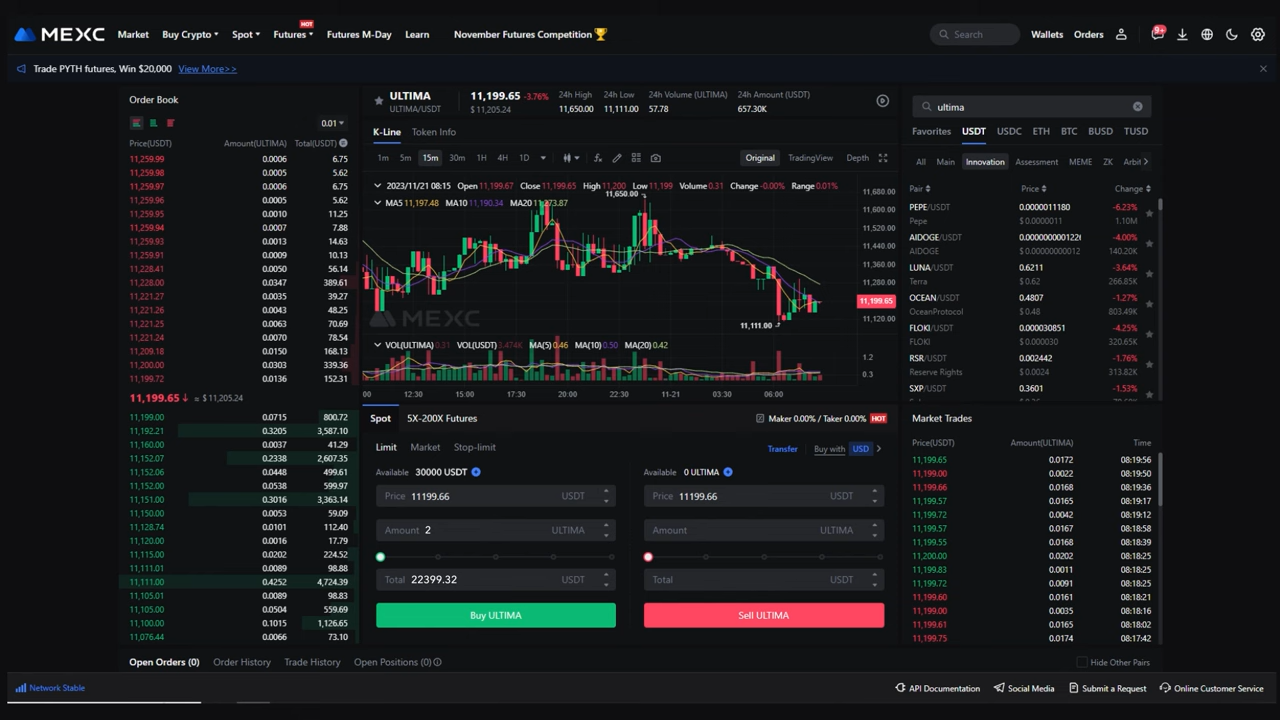 MEXC Market Buy Crypto Spot Futures HOT Futures M-Day Learn November Futures Competition Search Wallets Orders 9+
Trade PYTH futures, Win $20,000 View More>>
Order Book
0.01
Price(USDT) Amount(ULTIMA) Total(USDT)
11,259.99 0.0006 6.75
11,259.98 0.0005 5.62
11,259.97 0.0006 6.75
11,259.96 0.0005 5.62
11,259.95 0.0010 11.25
11,259.94 0.0007 7.88
11,259.93 0.0013 14.63
11,259.91 0.0009 10.13
11,228.41 0.0050 56.14
11,228.00 0.0347 389.61
11,221.27 0.0035 39.27
11,221.26 0.0043 48.25
11,221.25 0.0063 70.69
11,221.24 0.0070 78.54
11,209.18 0.0150 168.13
11,200.00 0.0303 339.36
11,199.72 0.0136 152.31
11,199.65 ↓ ≈ $ 11,205.24
11,199.00 0.0715 800.72
11,192.21 0.3205 3,587.10
11,160.00 0.0037 41.29
11,152.07 0.2338 2,607.35
11,152.06 0.0448 499.61
11,152.05 0.0538 599.97
11,151.00 0.3016 3,363.14
11,150.00 0.0053 59.09
11,128.74 0.0101 112.40
11,120.00 0.0016 17.79
11,115.00 0.0202 224.52
11,111.01 0.0089 98.88
11,111.00 0.4252 4,724.39
11,105.01 0.0089 98.83
11,105.00 0.0504 559.69
11,100.00 0.1015 1,126.65
11,076.44 0.0066 73.10
ULTIMA 11,199.65 -3.76% 24h High 24h Low 24h Volume (ULTIMA) 24h Amount (USDT)
ULTIMA/USDT $ 11,205.24 11,650.00 11,111.00 57.78 657.30K
K-Line Token Info
1m 5m 15m 30m 1H 4H 1D Original TradingView Depth
2023/11/21 08:15 Open 11,199.67 Close 11,199.65 High 11,200 Low 11,199 Volume 0.31 Change -0.00% Range 0.01%
MA5 11,197.48 MA10 11,190.34 MA20 11,273.87
11,650.00
11,680.00
11,600.00
11,520.00
11,440.00
11,360.00
11,280.00
11,199.65
11,120.00
MEXC
11,111.00
VOL(ULTIMA) 0.31 VOL(USDT) 3.474K MA(5) 0.46 MA(10) 0.50 MA(20) 0.42
1.2
0.3
00 12:30 15:00 17:30 20:00 22:30 11-21 03:30 06:00
Spot 5X-200X Futures Maker 0.00% / Taker 0.00% HOT
Limit Market Stop-limit Transfer Buy with USD
Available 30000 USDT Available 0 ULTIMA
Price 11199.66 USDT Price 11199.66 USDT
Amount 2 ULTIMA Amount ULTIMA
Total 22399.32 USDT Total USDT
Buy ULTIMA Sell ULTIMA
ultima
Favorites USDT USDC ETH BTC BUSD TUSD
All Main Innovation Assessment MEME ZK Arbi
Pair Price Change
PEPE/USDT 0.0000011180 -6.23%
Pepe $ 0.0000011 1.10M
AIDOGE/USDT 0.0000000001226 -4.00%
AIDOGE $ 0.000000000012 140.20K
LUNA/USDT 0.6211 -3.64%
Terra $ 0.62 266.85K
OCEAN/USDT 0.4807 -1.27%
OceanProtocol $ 0.48 803.49K
FLOKI/USDT 0.000030851 -4.25%
FLOKI $ 0.000030 320.65K
RSR/USDT 0.002442 -1.76%
Reserve Rights $ 0.0024 313.82K
SXP/USDT 0.3601 -1.53%
Market Trades
Price(USDT) Amount(ULTIMA) Time
11,199.65 0.0172 08:19:56
11,199.00 0.0022 08:19:50
11,199.66 0.0168 08:19:36
11,199.57 0.0165 08:19:17
11,199.72 0.0042 08:19:12
11,199.57 0.0167 08:18:58
11,199.55 0.0168 08:18:39
11,200.00 0.0202 08:18:25
11,199.83 0.0011 08:18:25
11,199.72 0.0091 08:18:25
11,199.60 0.0168 08:18:21
11,199.00 0.0035 08:18:16
11,199.61 0.0165 08:18:02
11,199.75 0.0174 08:17:42
Open Orders (0) Order History Trade History Open Positions (0) Hide Other Pairs
Network Stable API Documentation Social Media Submit a Request Online Customer Service